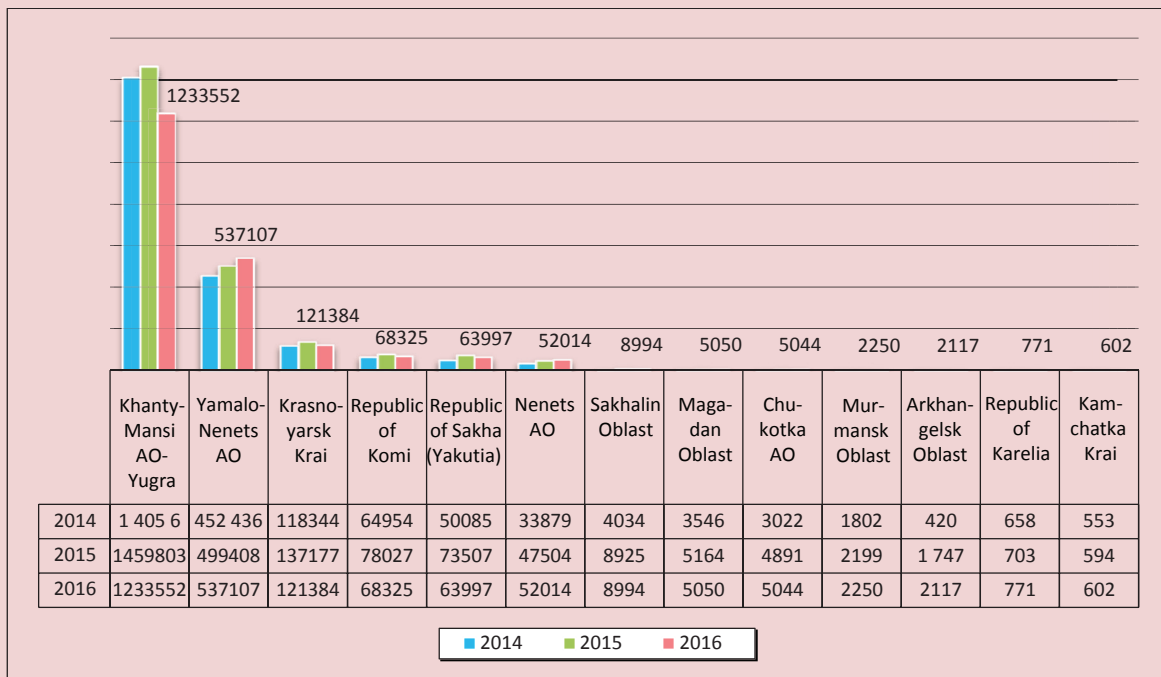 1233552
537107
121384
68325
63997
52014
8994
5050
5044
2250
2117
771
602
Khanty-
Mansi
AO-
Yugra
Yamalo-
Nenets
AO
Krasno-
yarsk
Krai
Republic
of
Komi
Republic
of Sakha
(Yakutia)
Nenets
AO
Sakhalin
Oblast
Maga-
dan
Oblast
Chu-
kotka
AO
Mur-
mansk
Oblast
Arkhan-
gelsk
Oblast
Republic
of
Karelia
Kam-
chatka
Krai
2014 1 405 6 452 436 118344 64954 50085 33879 4034 3546 3022 1802 420 658 553
2015 1459803 499408 137177 78027 73507 47504 8925 5164 4891 2199 1 747 703 594
2016 1233552 537107 121384 68325 63997 52014 8994 5050 5044 2250 2117 771 602
2014 2015 2016